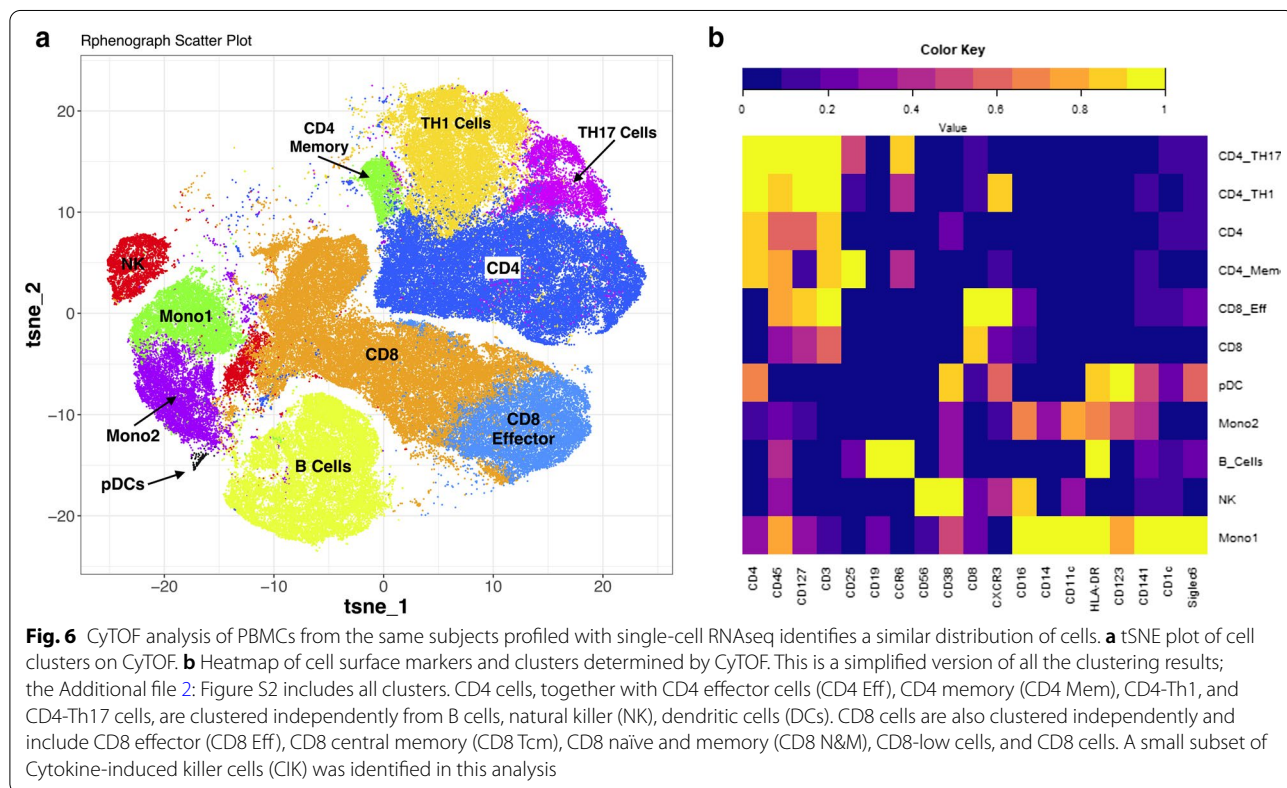 a
Rphenograph Scatter Plot
CD4
Memory
TH1 Cells
TH17 Cells
NK
Mono1
CD4
CD8
Mono2
CD8
Effector
B Cells
pDCs
20
10
0
−10
−20
tsne_2
−20 −10 0 10 20
tsne_1
b
Color Key
0 0.2 0.4 0.6 0.8 1
Value
CD4_TH17
CD4_TH1
CD4
CD4_Mem
CD8_Eff
CD8
pDC
Mono2
B_Cells
NK
Mono1
CD4 CD45 CD127 CD3 CD25 CD19 CCR6 CD56 CD38 CD8 CXCR3 CD16 CD14 CD11c HLA-DR CD123 CD141 CD1c Siglec6
Fig. 6 CyTOF analysis of PBMCs from the same subjects profiled with single-cell RNAseq identifies a similar distribution of cells. a tSNE plot of cell
clusters on CyTOF. b Heatmap of cell surface markers and clusters determined by CyTOF. This is a simplified version of all the clustering results;
the Additional file 2: Figure S2 includes all clusters. CD4 cells, together with CD4 effector cells (CD4 Eff), CD4 memory (CD4 Mem), CD4-Th1, and
CD4-Th17 cells, are clustered independently from B cells, natural killer (NK), dendritic cells (DCs). CD8 cells are also clustered independently and
include CD8 effector (CD8 Eff), CD8 central memory (CD8 Tcm), CD8 naïve and memory (CD8 N&M), CD8-low cells, and CD8 cells. A small subset of
Cytokine-induced killer cells (CIK) was identified in this analysis